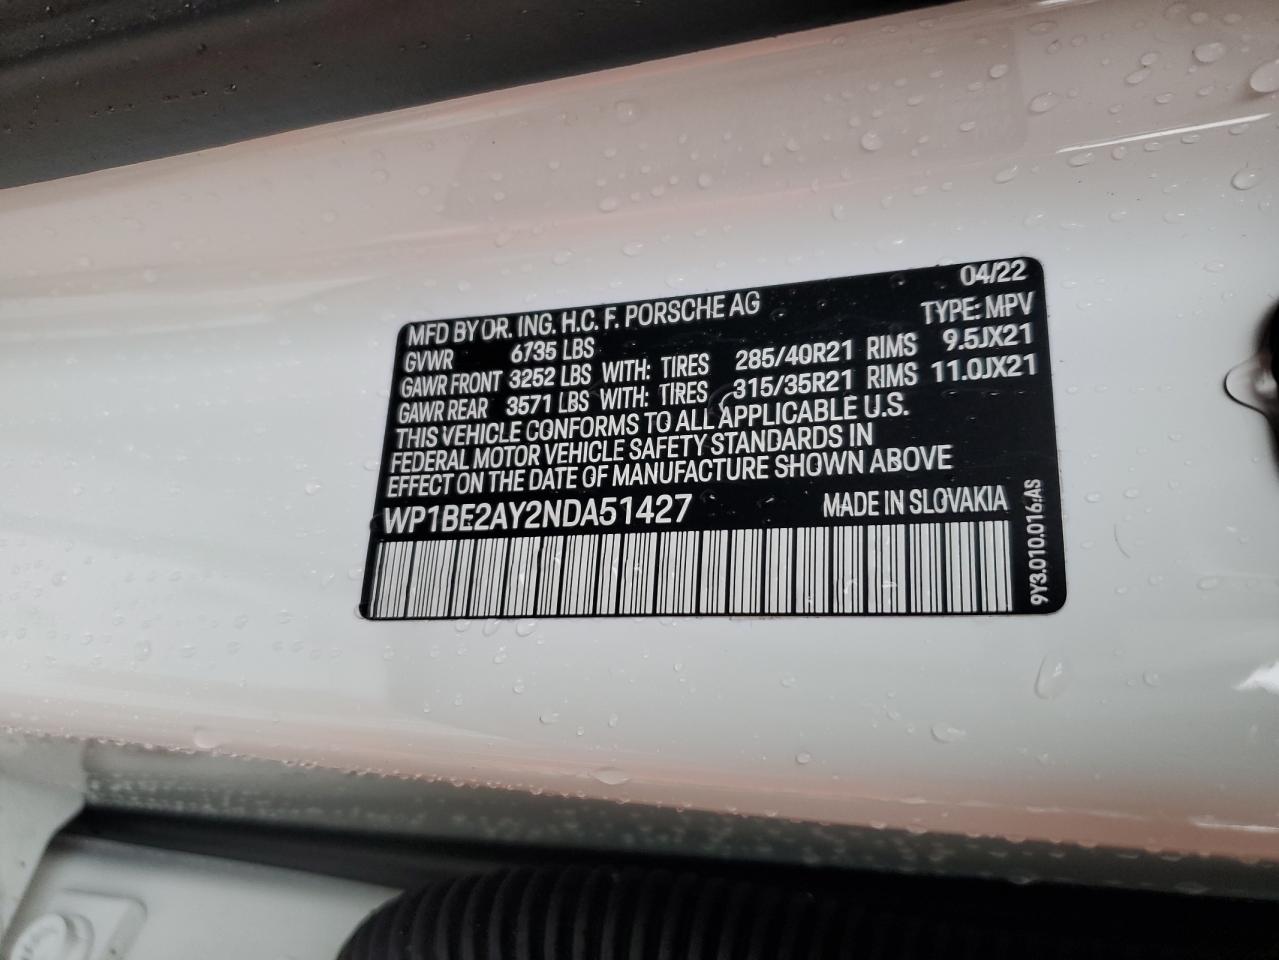 04/22
MFD BY DR. ING. H.C. F. PORSCHE AG TYPE: MPV
GVWR 6735 LBS
GAWR FRONT 3252 LBS WITH: TIRES 285/40R21 RIMS 9.5JX21
GAWR REAR 3571 LBS WITH: TIRES 315/35R21 RIMS 11.0JX21
THIS VEHICLE CONFORMS TO ALL APPLICABLE U.S.
FEDERAL MOTOR VEHICLE SAFETY STANDARDS IN
EFFECT ON THE DATE OF MANUFACTURE SHOWN ABOVE
WP1BE2AY2NDA51427 MADE IN SLOVAKIA
9Y3.010.016.AS